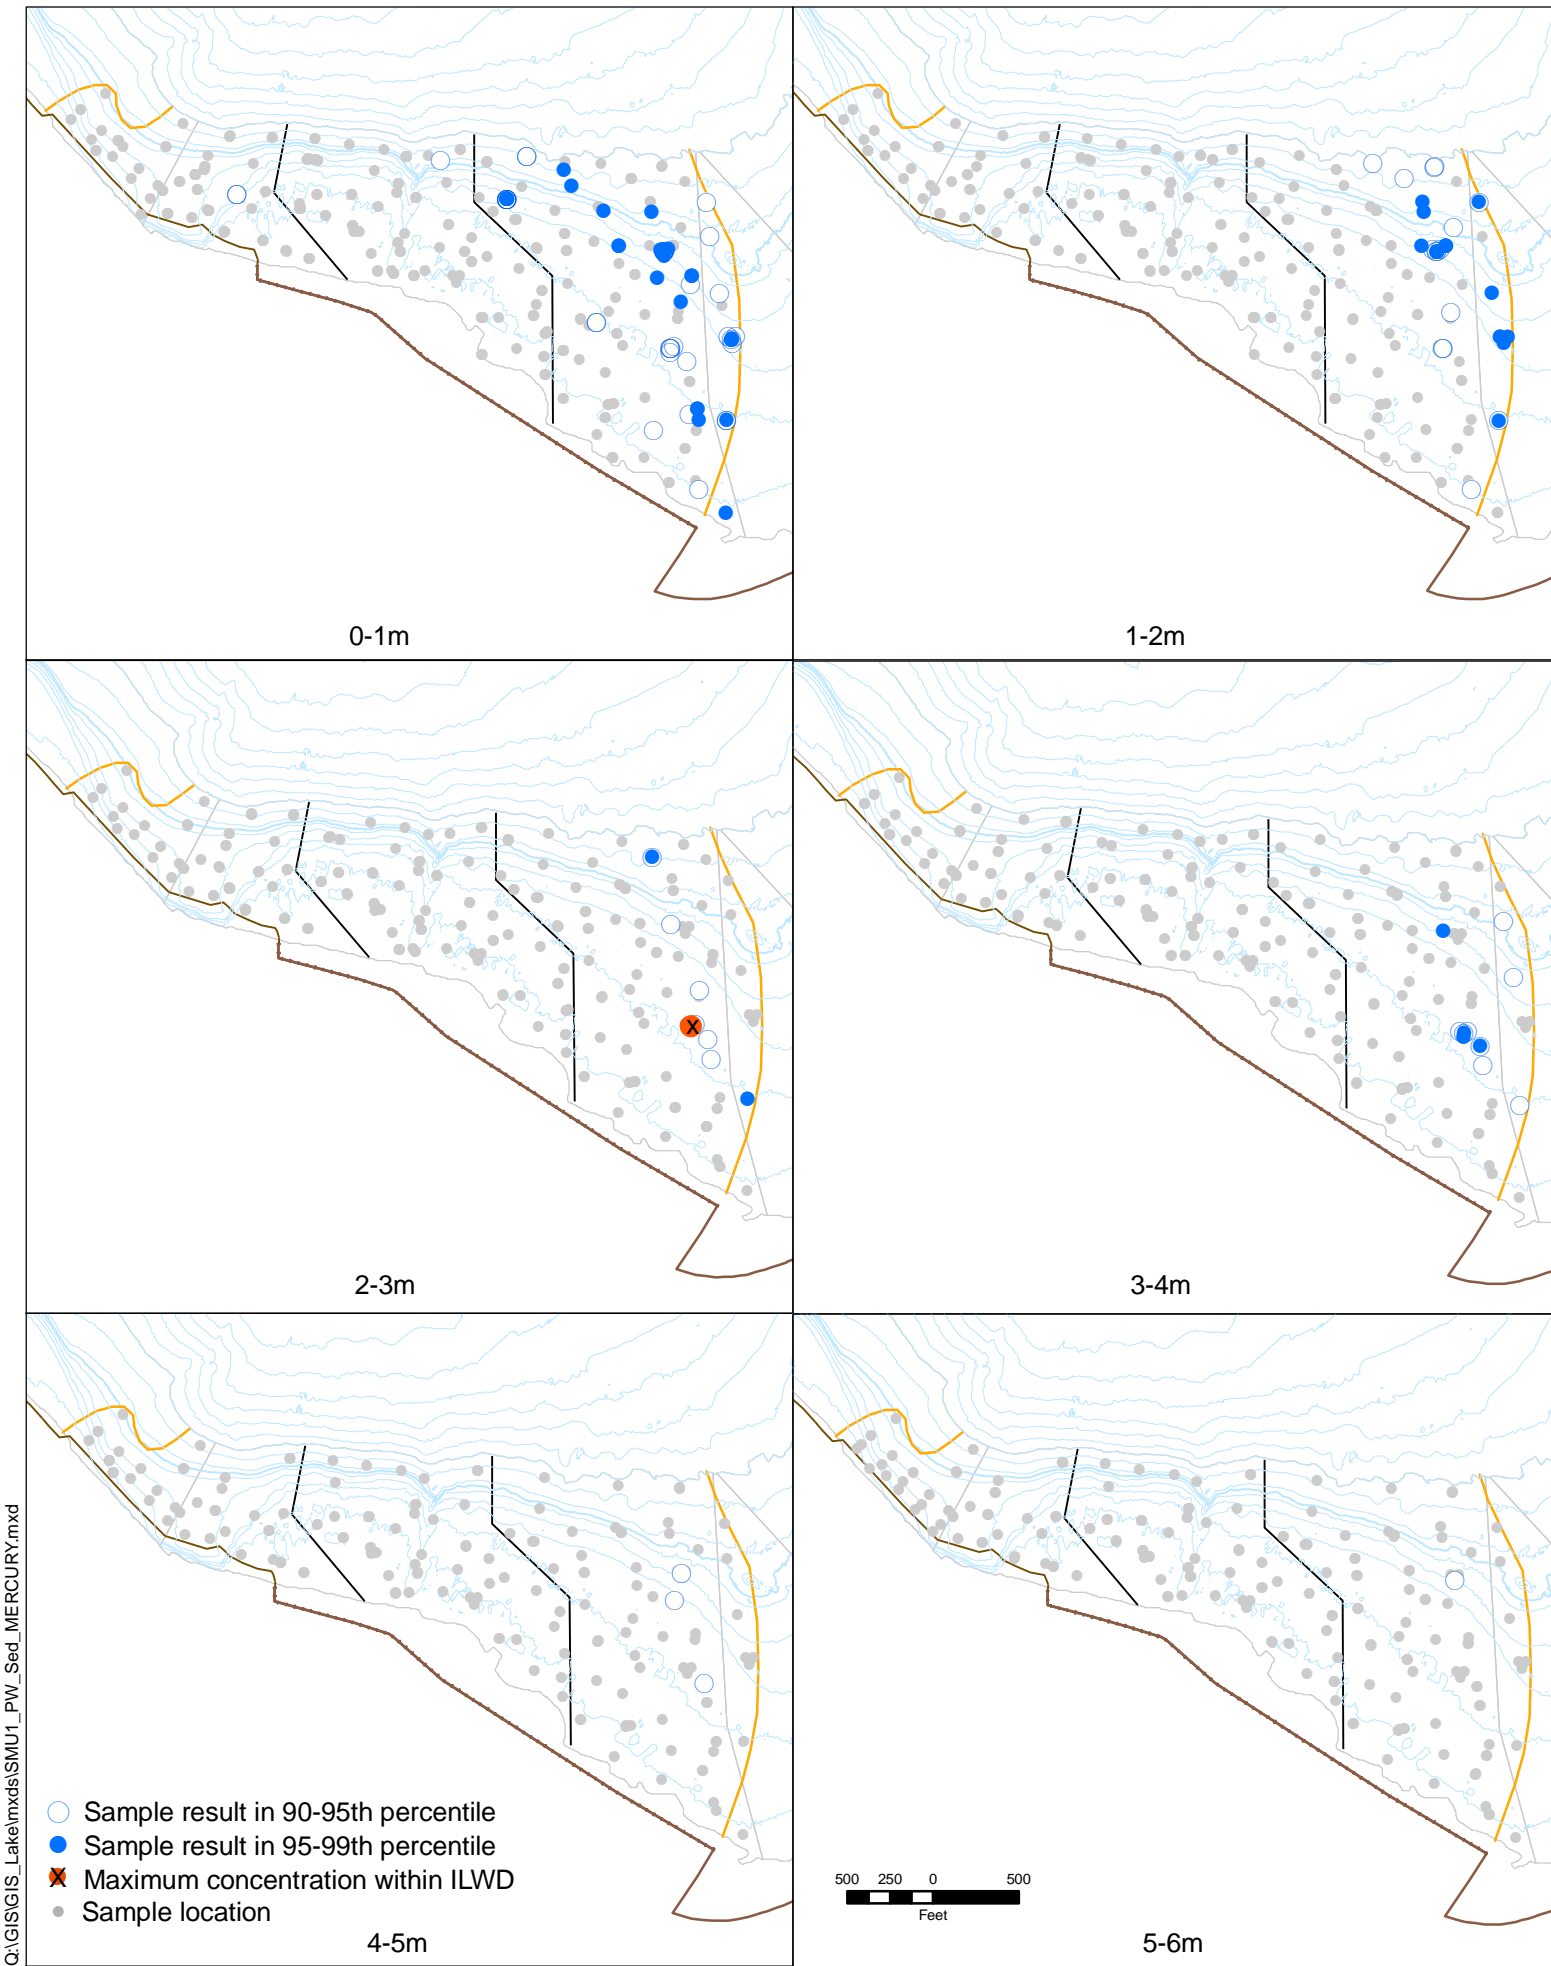 0-1m
1-2m
2-3m
X
3-4m
Sample result in 90-95th percentile
Sample result in 95-99th percentile
X Maximum concentration within ILWD
Sample location
4-5m
500 250 0 500
Feet
5-6m
Q:\GIS\GIS_Lake\mxds\SMU1_PW_Sed_MERCURY.mxd